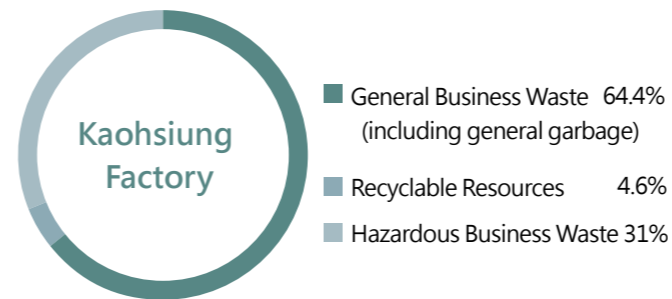 Kaohsiung
Factory
General Business Waste 64.4%
(including general garbage)
Recyclable Resources 4.6%
Hazardous Business Waste 31%